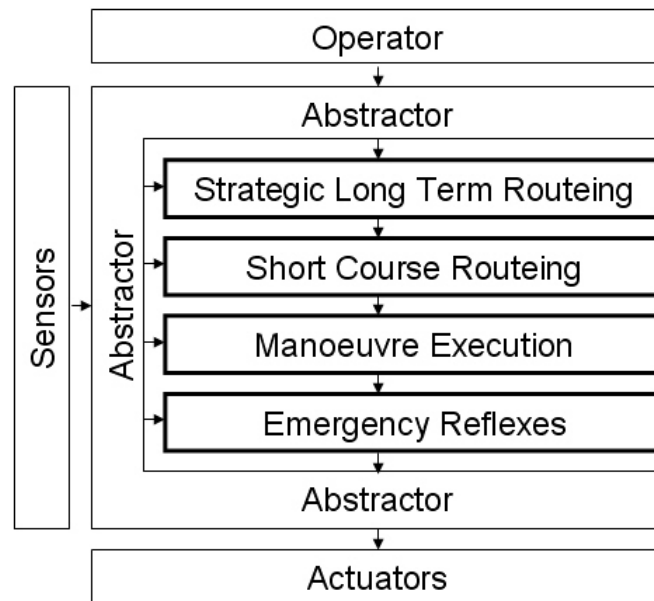 Operator
Abstractor
Strategic Long Term Routeing
Short Course Routeing
Manoeuvre Execution
Emergency Reflexes
Abstractor
Sensors
Abstractor
Actuators